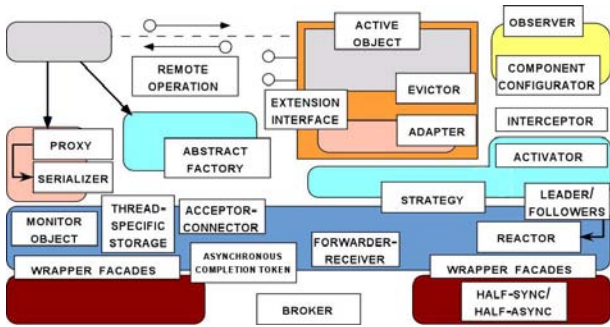 ACTIVE
OBJECT
OBSERVER
REMOTE
OPERATION
COMPONENT
CONFIGURATOR
EVICTOR
EXTENSION
INTERFACE
INTERCEPTOR
ADAPTER
PROXY
ABSTRACT
FACTORY
ACTIVATOR
SERIALIZER
STRATEGY
LEADER/
FOLLOWERS
THREAD-
SPECIFIC
STORAGE
ACCEPTOR-
CONNECTOR
MONITOR
OBJECT
REACTOR
FORWARDER-
RECEIVER
ASYNCHRONOUS
COMPLETION TOKEN
WRAPPER FACADES
WRAPPER FACADES
BROKER
HALF-SYNC/
HALF-ASYNC